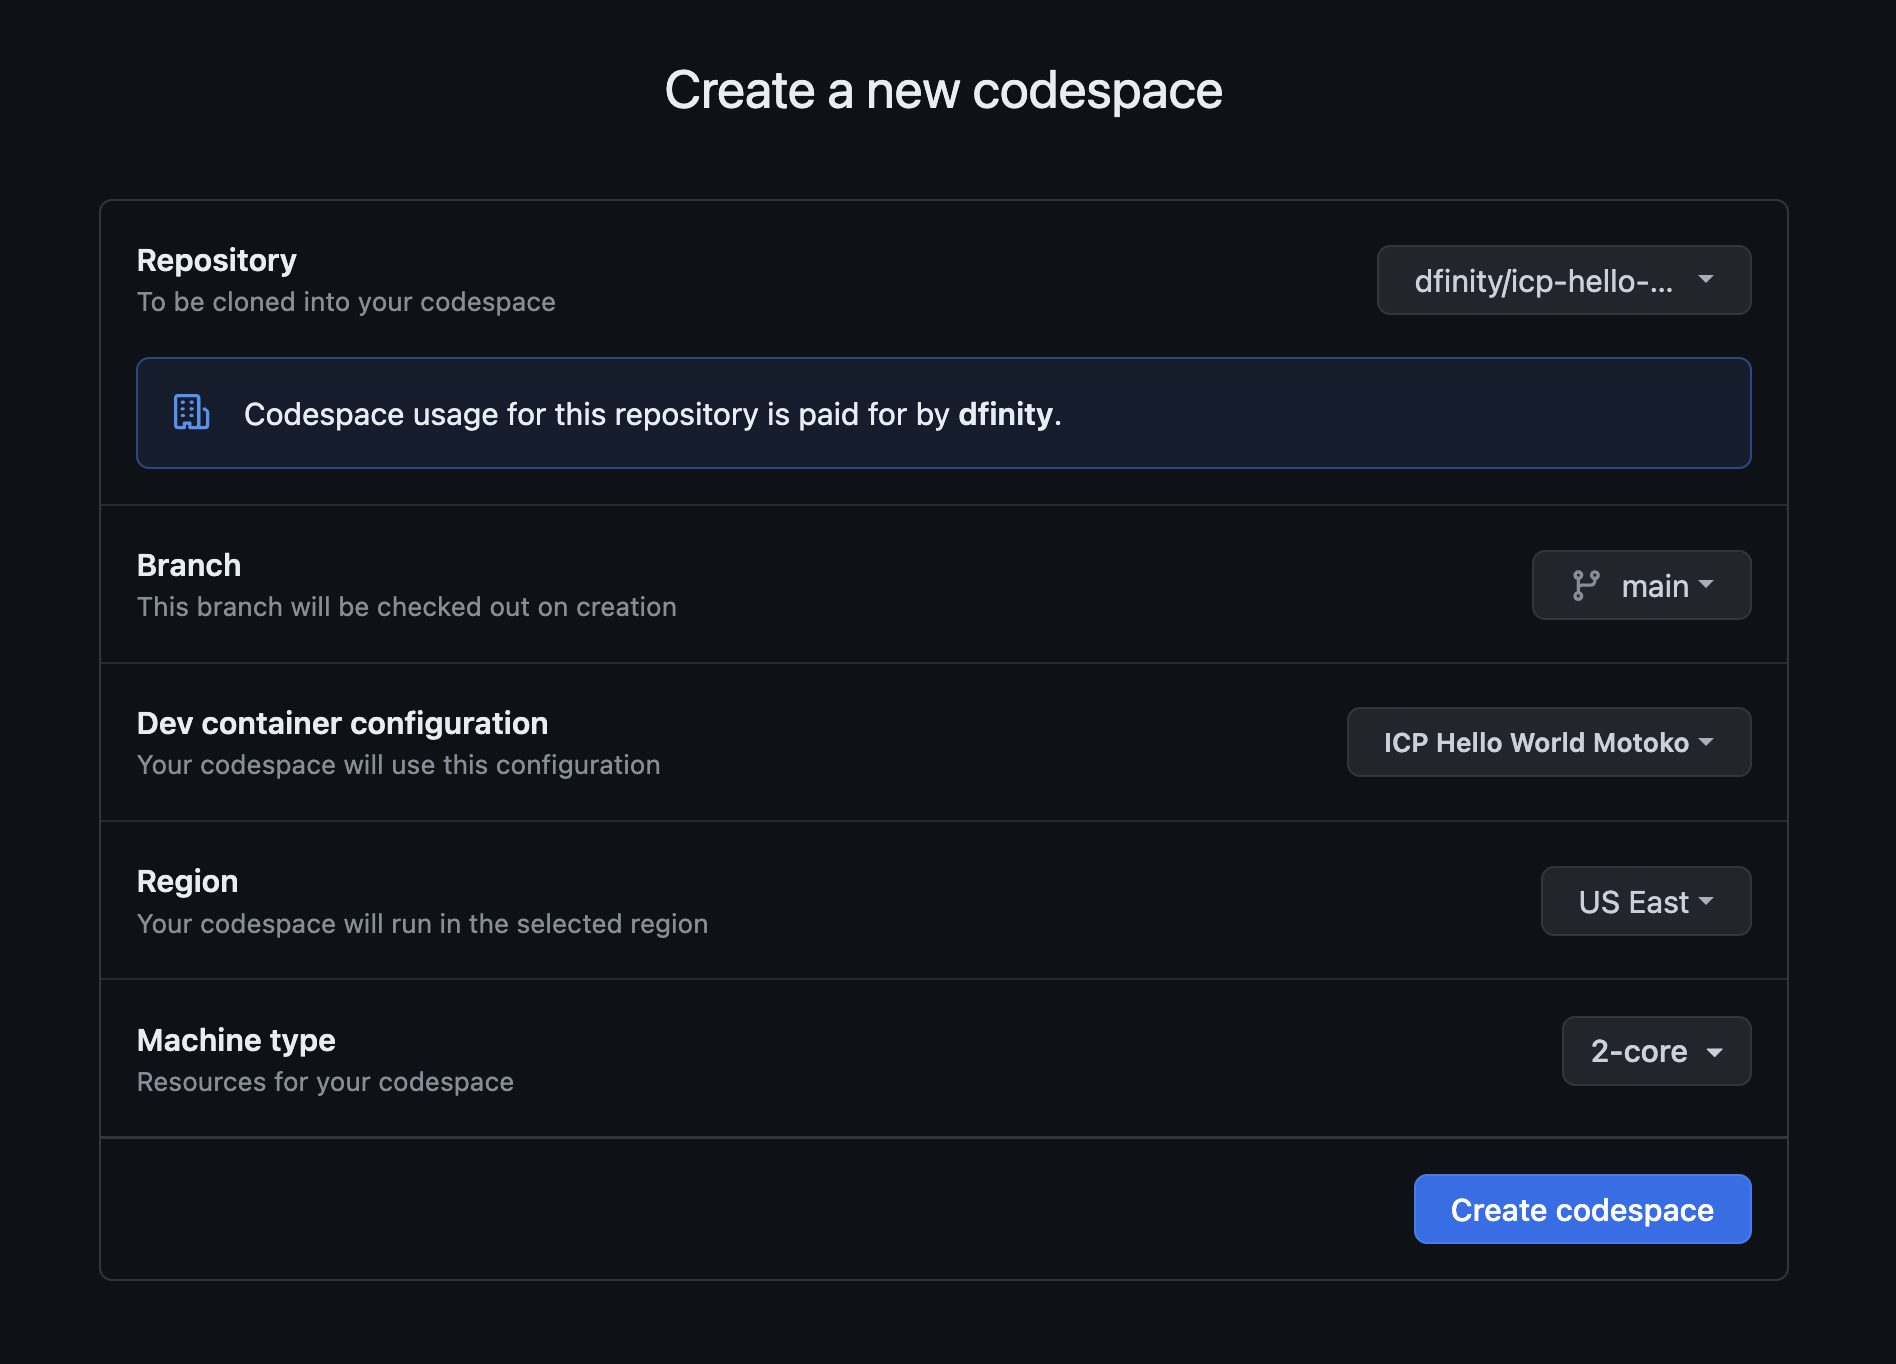 Create a new codespace
Repository
To be cloned into your codespace
dfinity/icp-hello-...
Codespace usage for this repository is paid for by dfinity.
Branch
This branch will be checked out on creation
main
Dev container configuration
Your codespace will use this configuration
ICP Hello World Motoko
Region
Your codespace will run in the selected region
US East
Machine type
Resources for your codespace
2-core
Create codespace